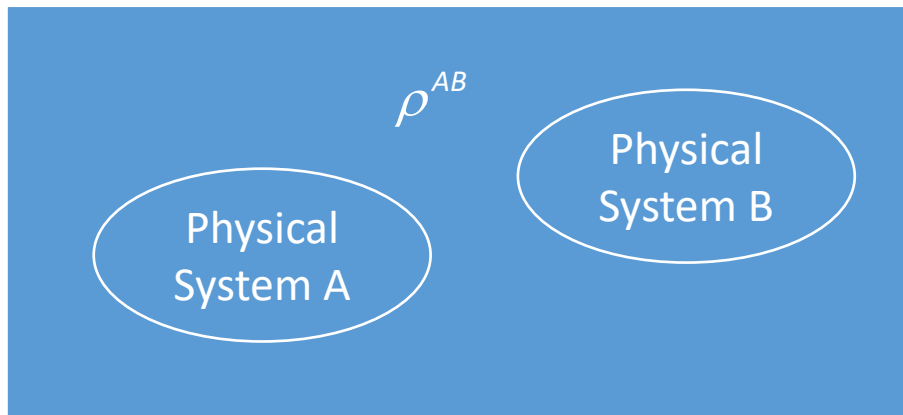 ρ^AB
Physical
System B
Physical
System A